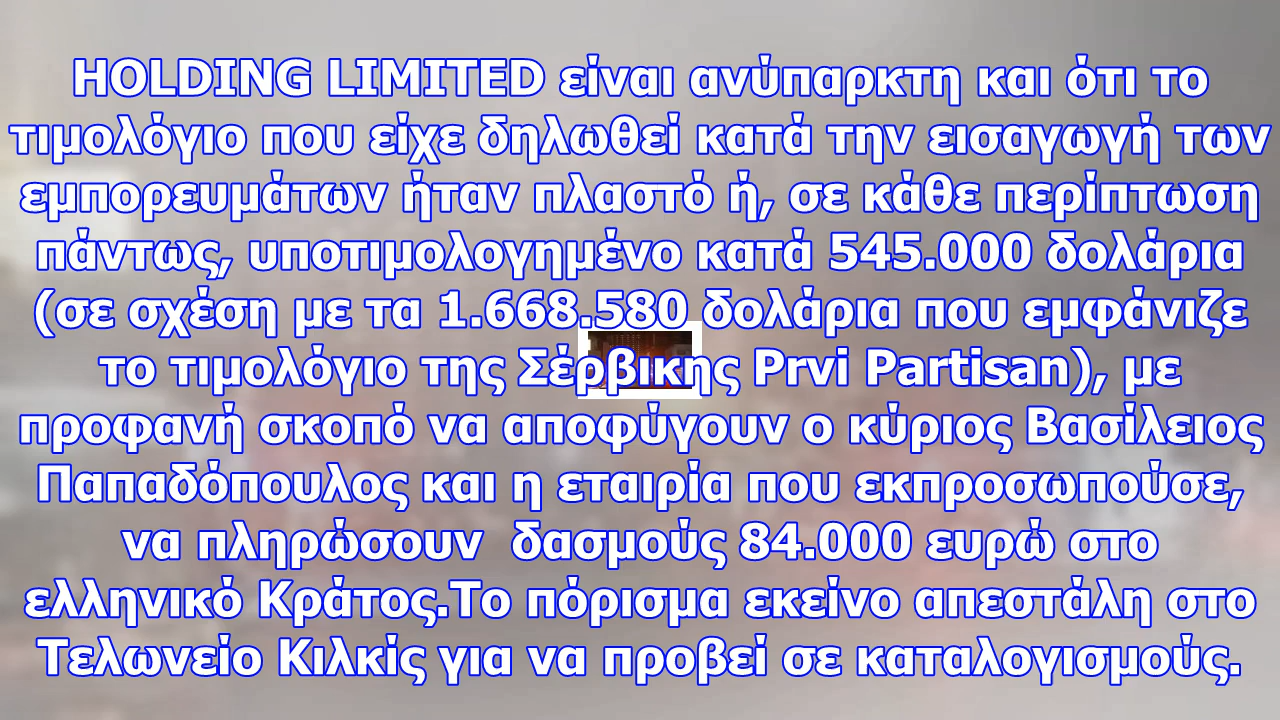 HOLDING LIMITED είναι ανύπαρκτη και ότι το
τιμολόγιο που είχε δηλωθεί κατά την εισαγωγή των
εμπορευμάτων ήταν πλαστό ή, σε κάθε περίπτωση
πάντως, υποτιμολογημένο κατά 545.000 δολάρια
(σε σχέση με τα 1.668.580 δολάρια που εμφάνιζε
το τιμολόγιο της Σέρβικης Prvi Partisan), με
προφανή σκοπό να αποφύγουν ο κύριος Βασίλειος
Παπαδόπουλος και η εταιρία που εκπροσωπούσε,
να πληρώσουν  δασμούς 84.000 ευρώ στο
ελληνικό Κράτος.Το πόρισμα εκείνο απεστάλη στο
Τελωνείο Κιλκίς για να προβεί σε καταλογισμούς.